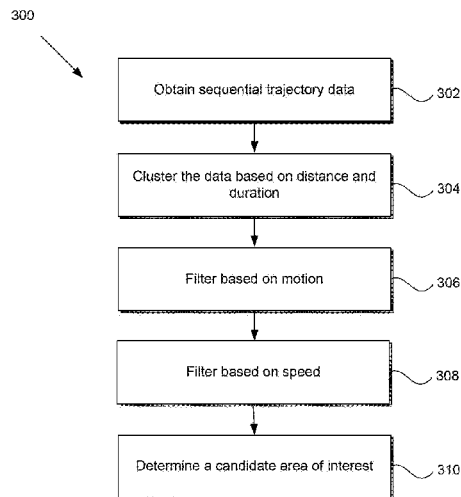 300
Obtain sequential trajectory data
302
Cluster the data based on distance and
duration
304
Filter based on motion
306
Filter based on speed
308
Determine a candidate area of interest
310